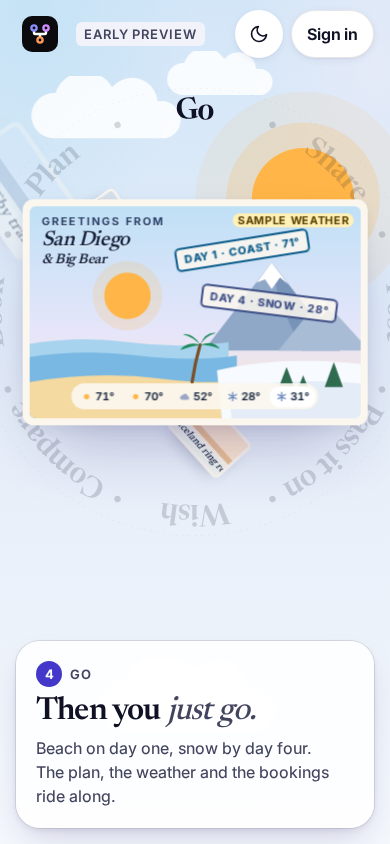 EARLY PREVIEW
Sign in
Go
Plan
Share
GREETINGS FROM
San Diego
& Big Bear
SAMPLE WEATHER
DAY 1 · COAST · 71°
DAY 4 · SNOW · 28°
71°
70°
52°
28°
31°
Compare
Pass it on
Wish
4
GO
Then you just go.
Beach on day one, snow by day four.
The plan, the weather and the bookings
ride along.